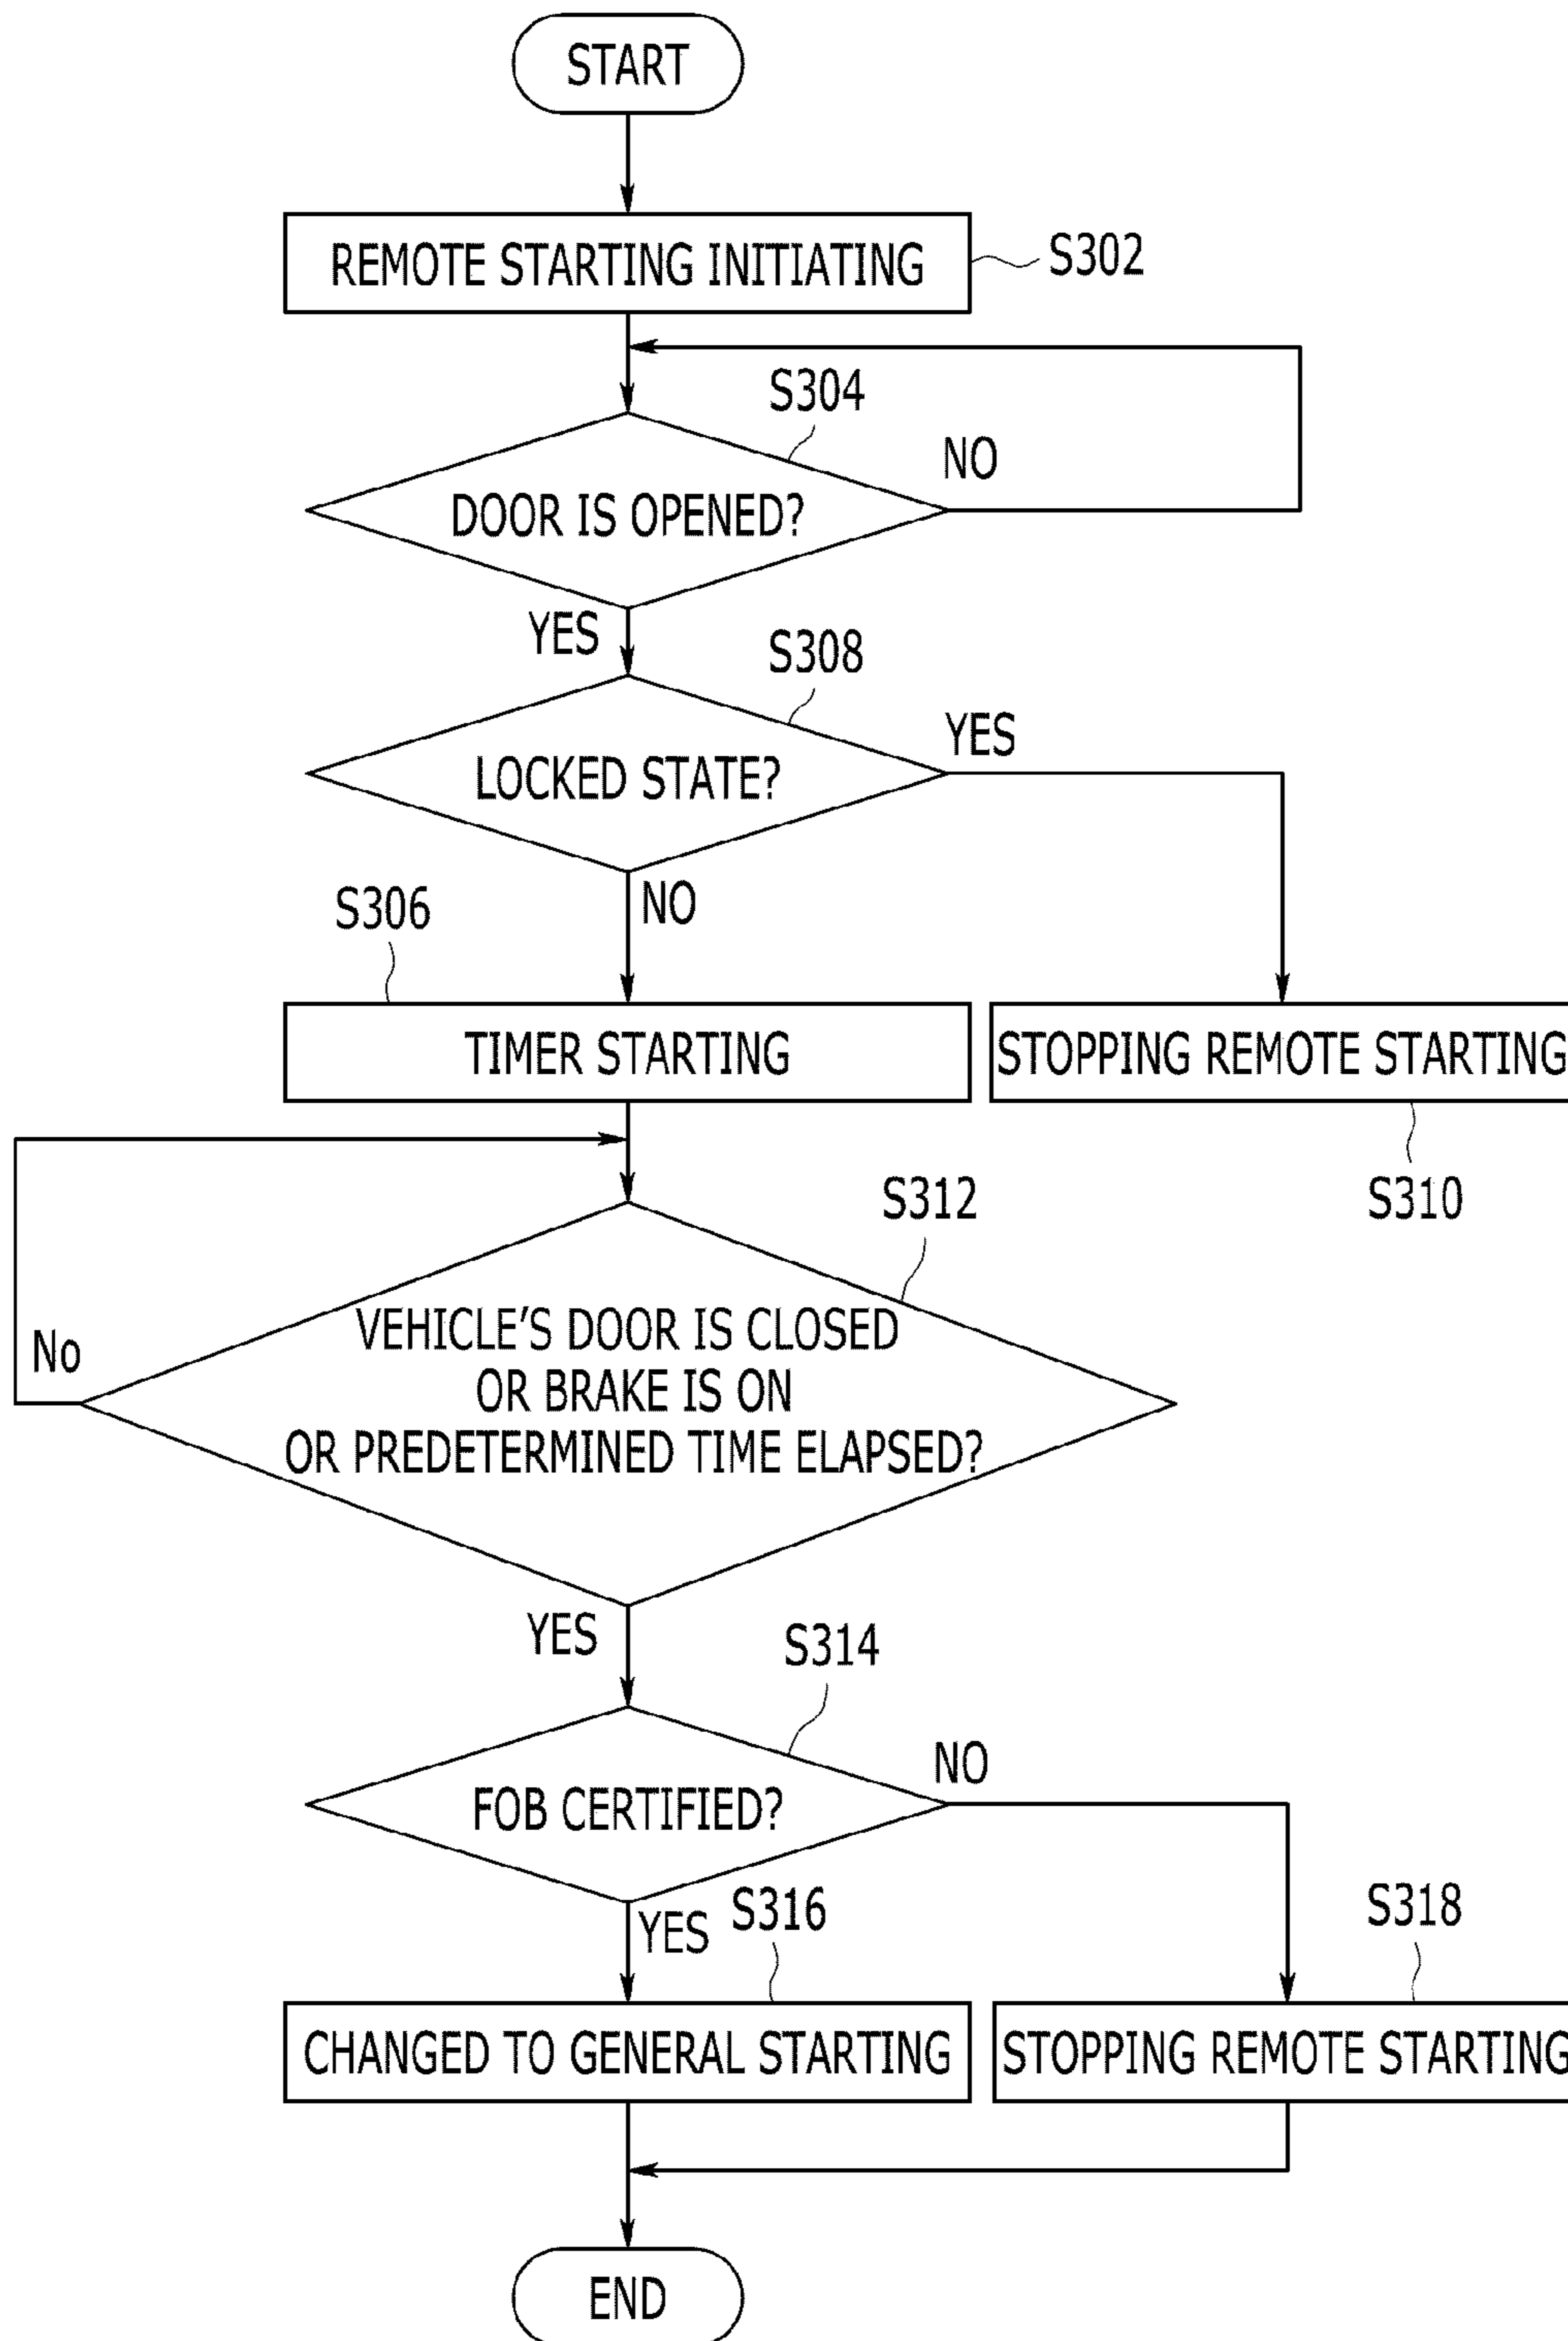 START
REMOTE STARTING INITIATING
S302
S304
NO
DOOR IS OPENED?
YES
S308
YES
LOCKED STATE?
S306
NO
TIMER STARTING
STOPPING REMOTE STARTING
S310
S312
VEHICLE'S DOOR IS CLOSED
OR BRAKE IS ON
OR PREDETERMINED TIME ELAPSED?
No
YES
S314
NO
FOB CERTIFIED?
YES
S316
S318
CHANGED TO GENERAL STARTING
STOPPING REMOTE STARTING
END